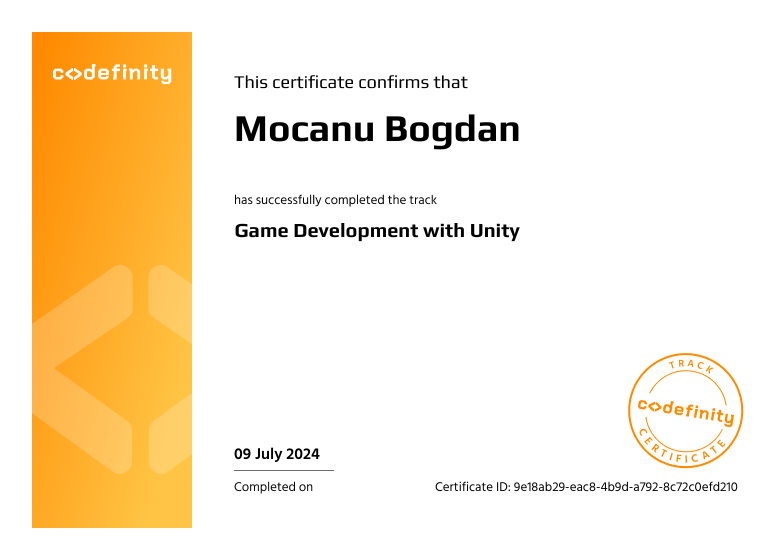 c<>definity
This certificate confirms that
Mocanu Bogdan
has successfully completed the track
Game Development with Unity
TRACK
c<>definity
CERTIFICATE
09 July 2024
Completed on
Certificate ID: 9e18ab29-eac8-4b9d-a792-8c72c0efd210